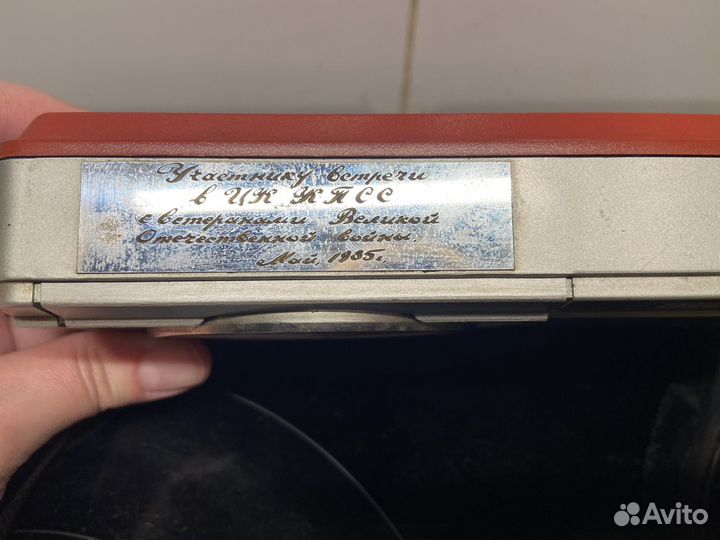 Участнику встречи
в ЦК КПСС
с ветеранами Великой
Отечественной войны.
Май, 1985г.
Avito